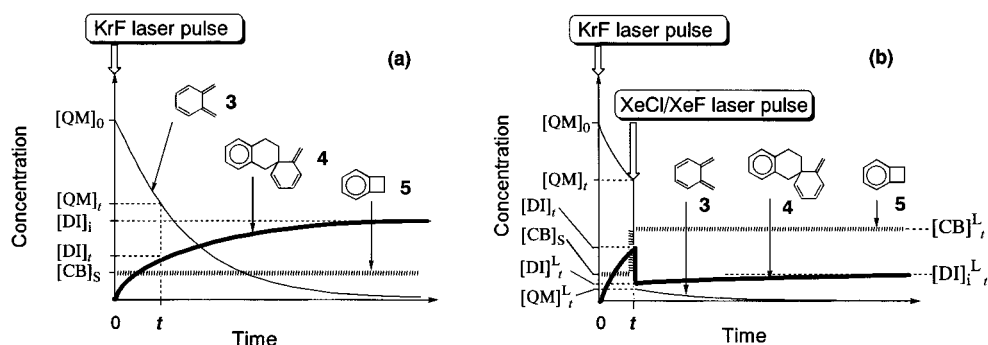 KrF laser pulse
(a)
Concentration
[QM]₀
[QM]ₜ
[DI]ᵢ
[DI]ₜ
[CB]S
3
4
5
0
t
Time
KrF laser pulse
(b)
XeCl/XeF laser pulse
Concentration
[QM]₀
[QM]ₜ
[DI]ₜ
[CB]S
[DI]ᴸₜ
[QM]ᴸₜ
3
4
5
[CB]ᴸₜ
[DI]ᵢᴸₜ
0
t
Time